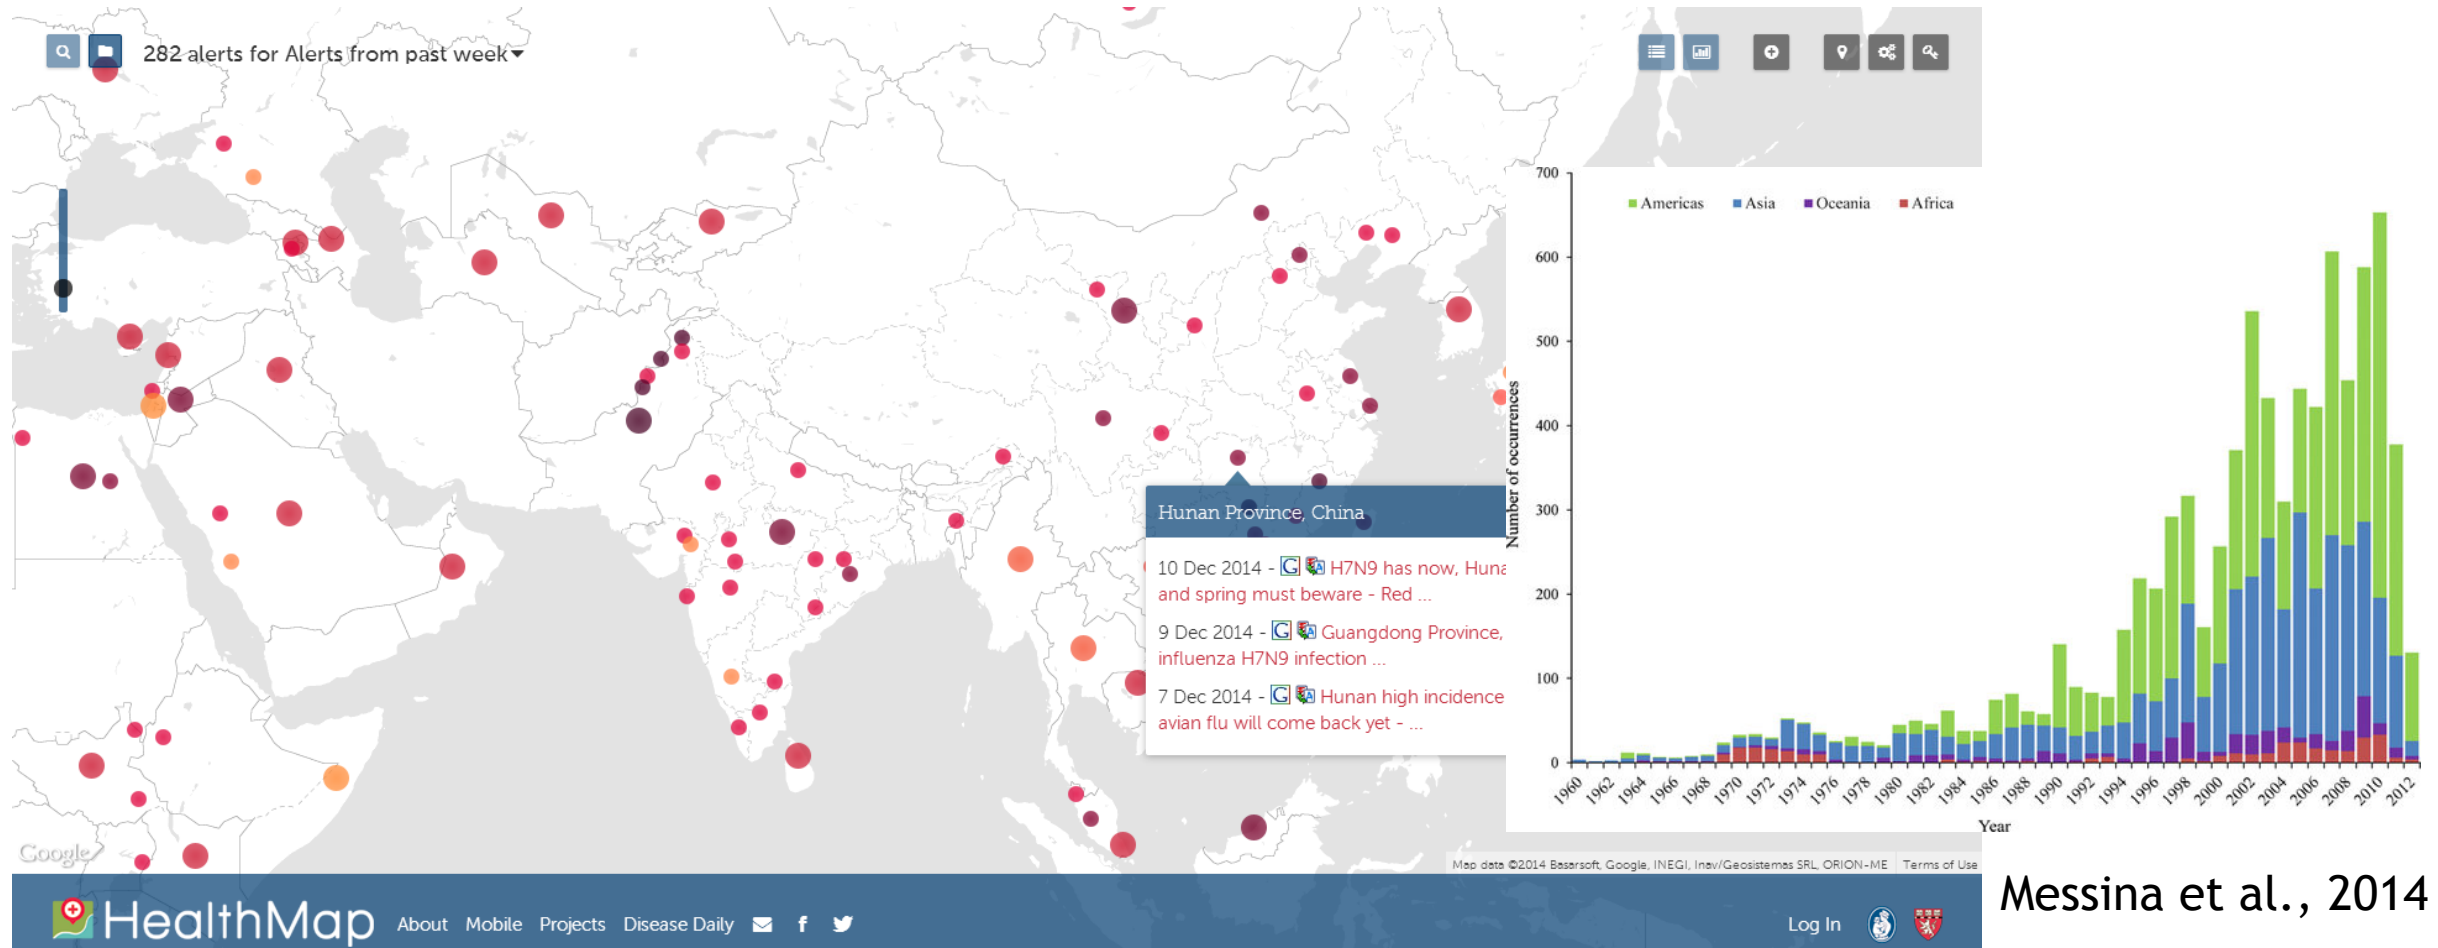 282 alerts for Alerts from past week
Hunan Province, China
10 Dec 2014 - G H7N9 has now, Huna
and spring must beware - Red ...
9 Dec 2014 - G Guangdong Province,
influenza H7N9 infection ...
7 Dec 2014 - G Hunan high incidence
avian flu will come back yet - ...
Americas Asia Oceania Africa
Number of occurrences
700
600
500
400
300
200
100
0
1960 1962 1964 1966 1968 1970 1972 1974 1976 1978 1980 1982 1984 1986 1988 1990 1992 1994 1996 1998 2000 2002 2004 2006 2008 2010 2012
Year
Google
Map data ©2014 Basarsoft, Google, INEGI, Inav/Geosistemas SRL, ORION-ME Terms of Use
HealthMap About Mobile Projects Disease Daily f Log In
Messina et al., 2014